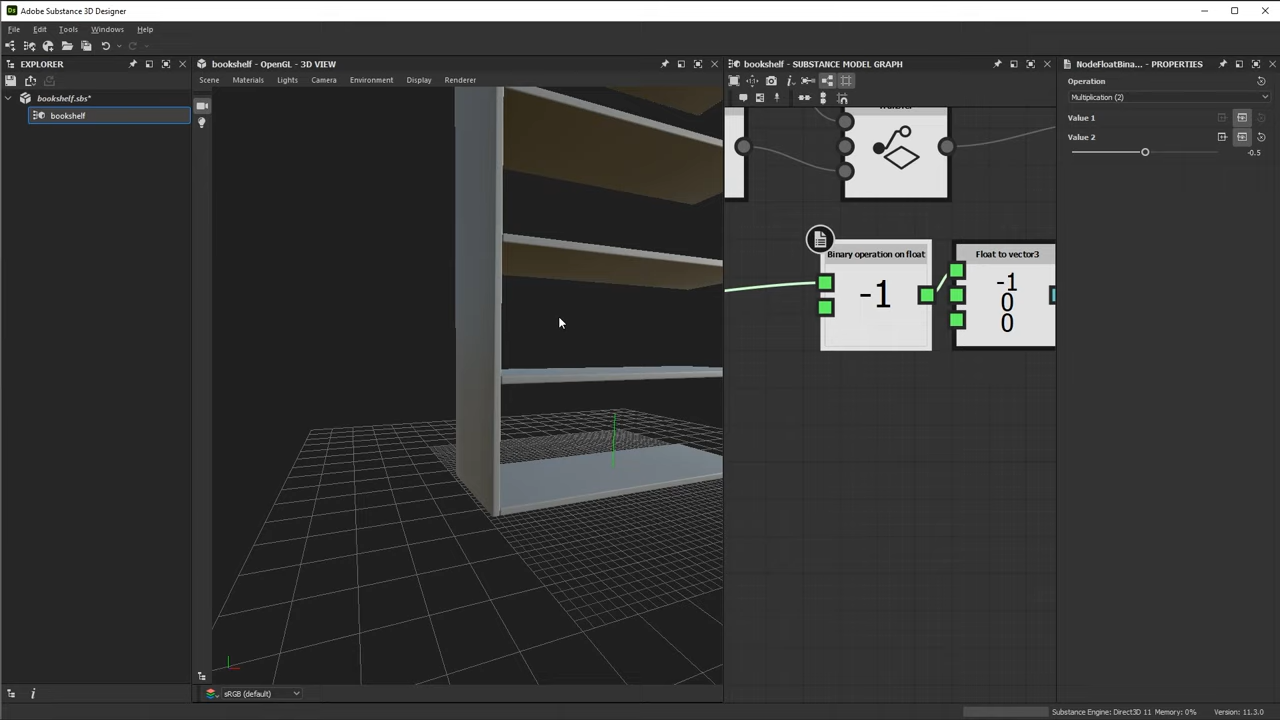 Ds Adobe Substance 3D Designer
File Edit Tools Windows Help
EXPLORER
bookshelf.sbs*
bookshelf
bookshelf - OpenGL - 3D VIEW
Scene Materials Lights Camera Environment Display Renderer
sRGB (default)
bookshelf - SUBSTANCE MODEL GRAPH
Binary operation on float
-1
Float to vector3
-1
0
0
NodeFloatBina... - PROPERTIES
Operation
Multiplication (2)
Value 1
Value 2
-0.5
Substance Engine: Direct3D 11 Memory: 0% Version: 11.3.0